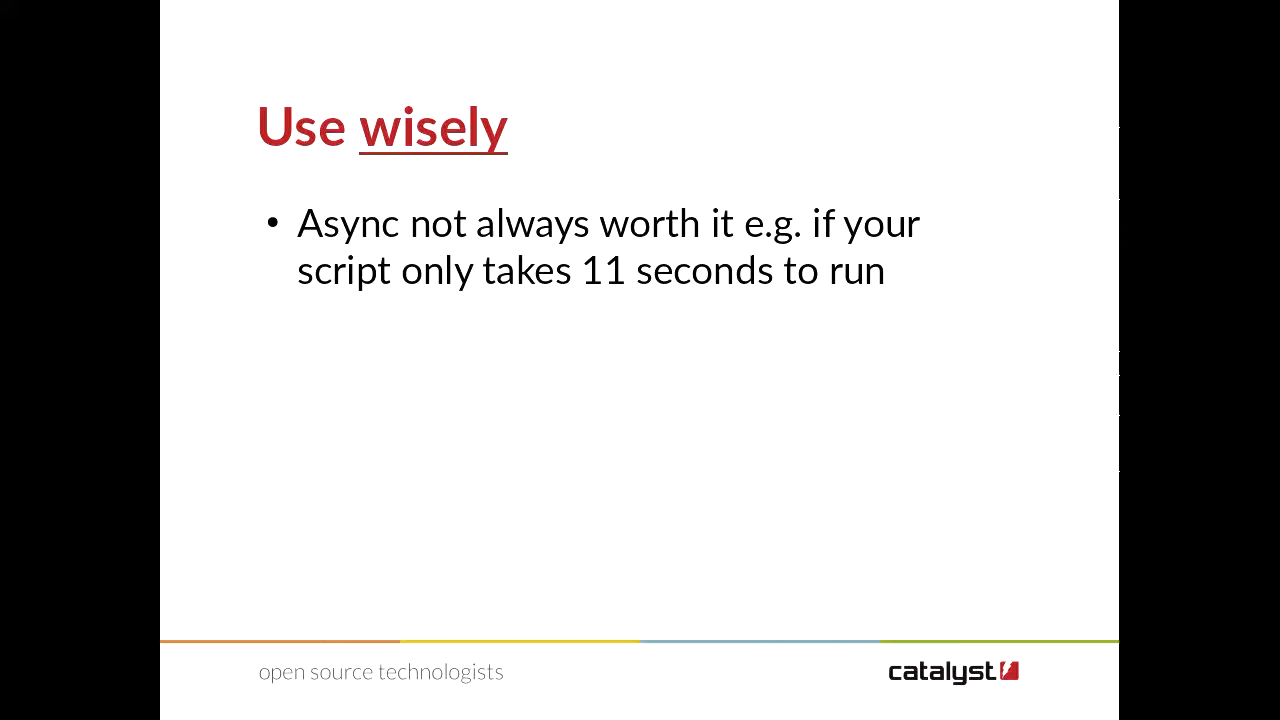 Use wisely
• Async not always worth it e.g. if your
script only takes 11 seconds to run
open source technologists
catalyst